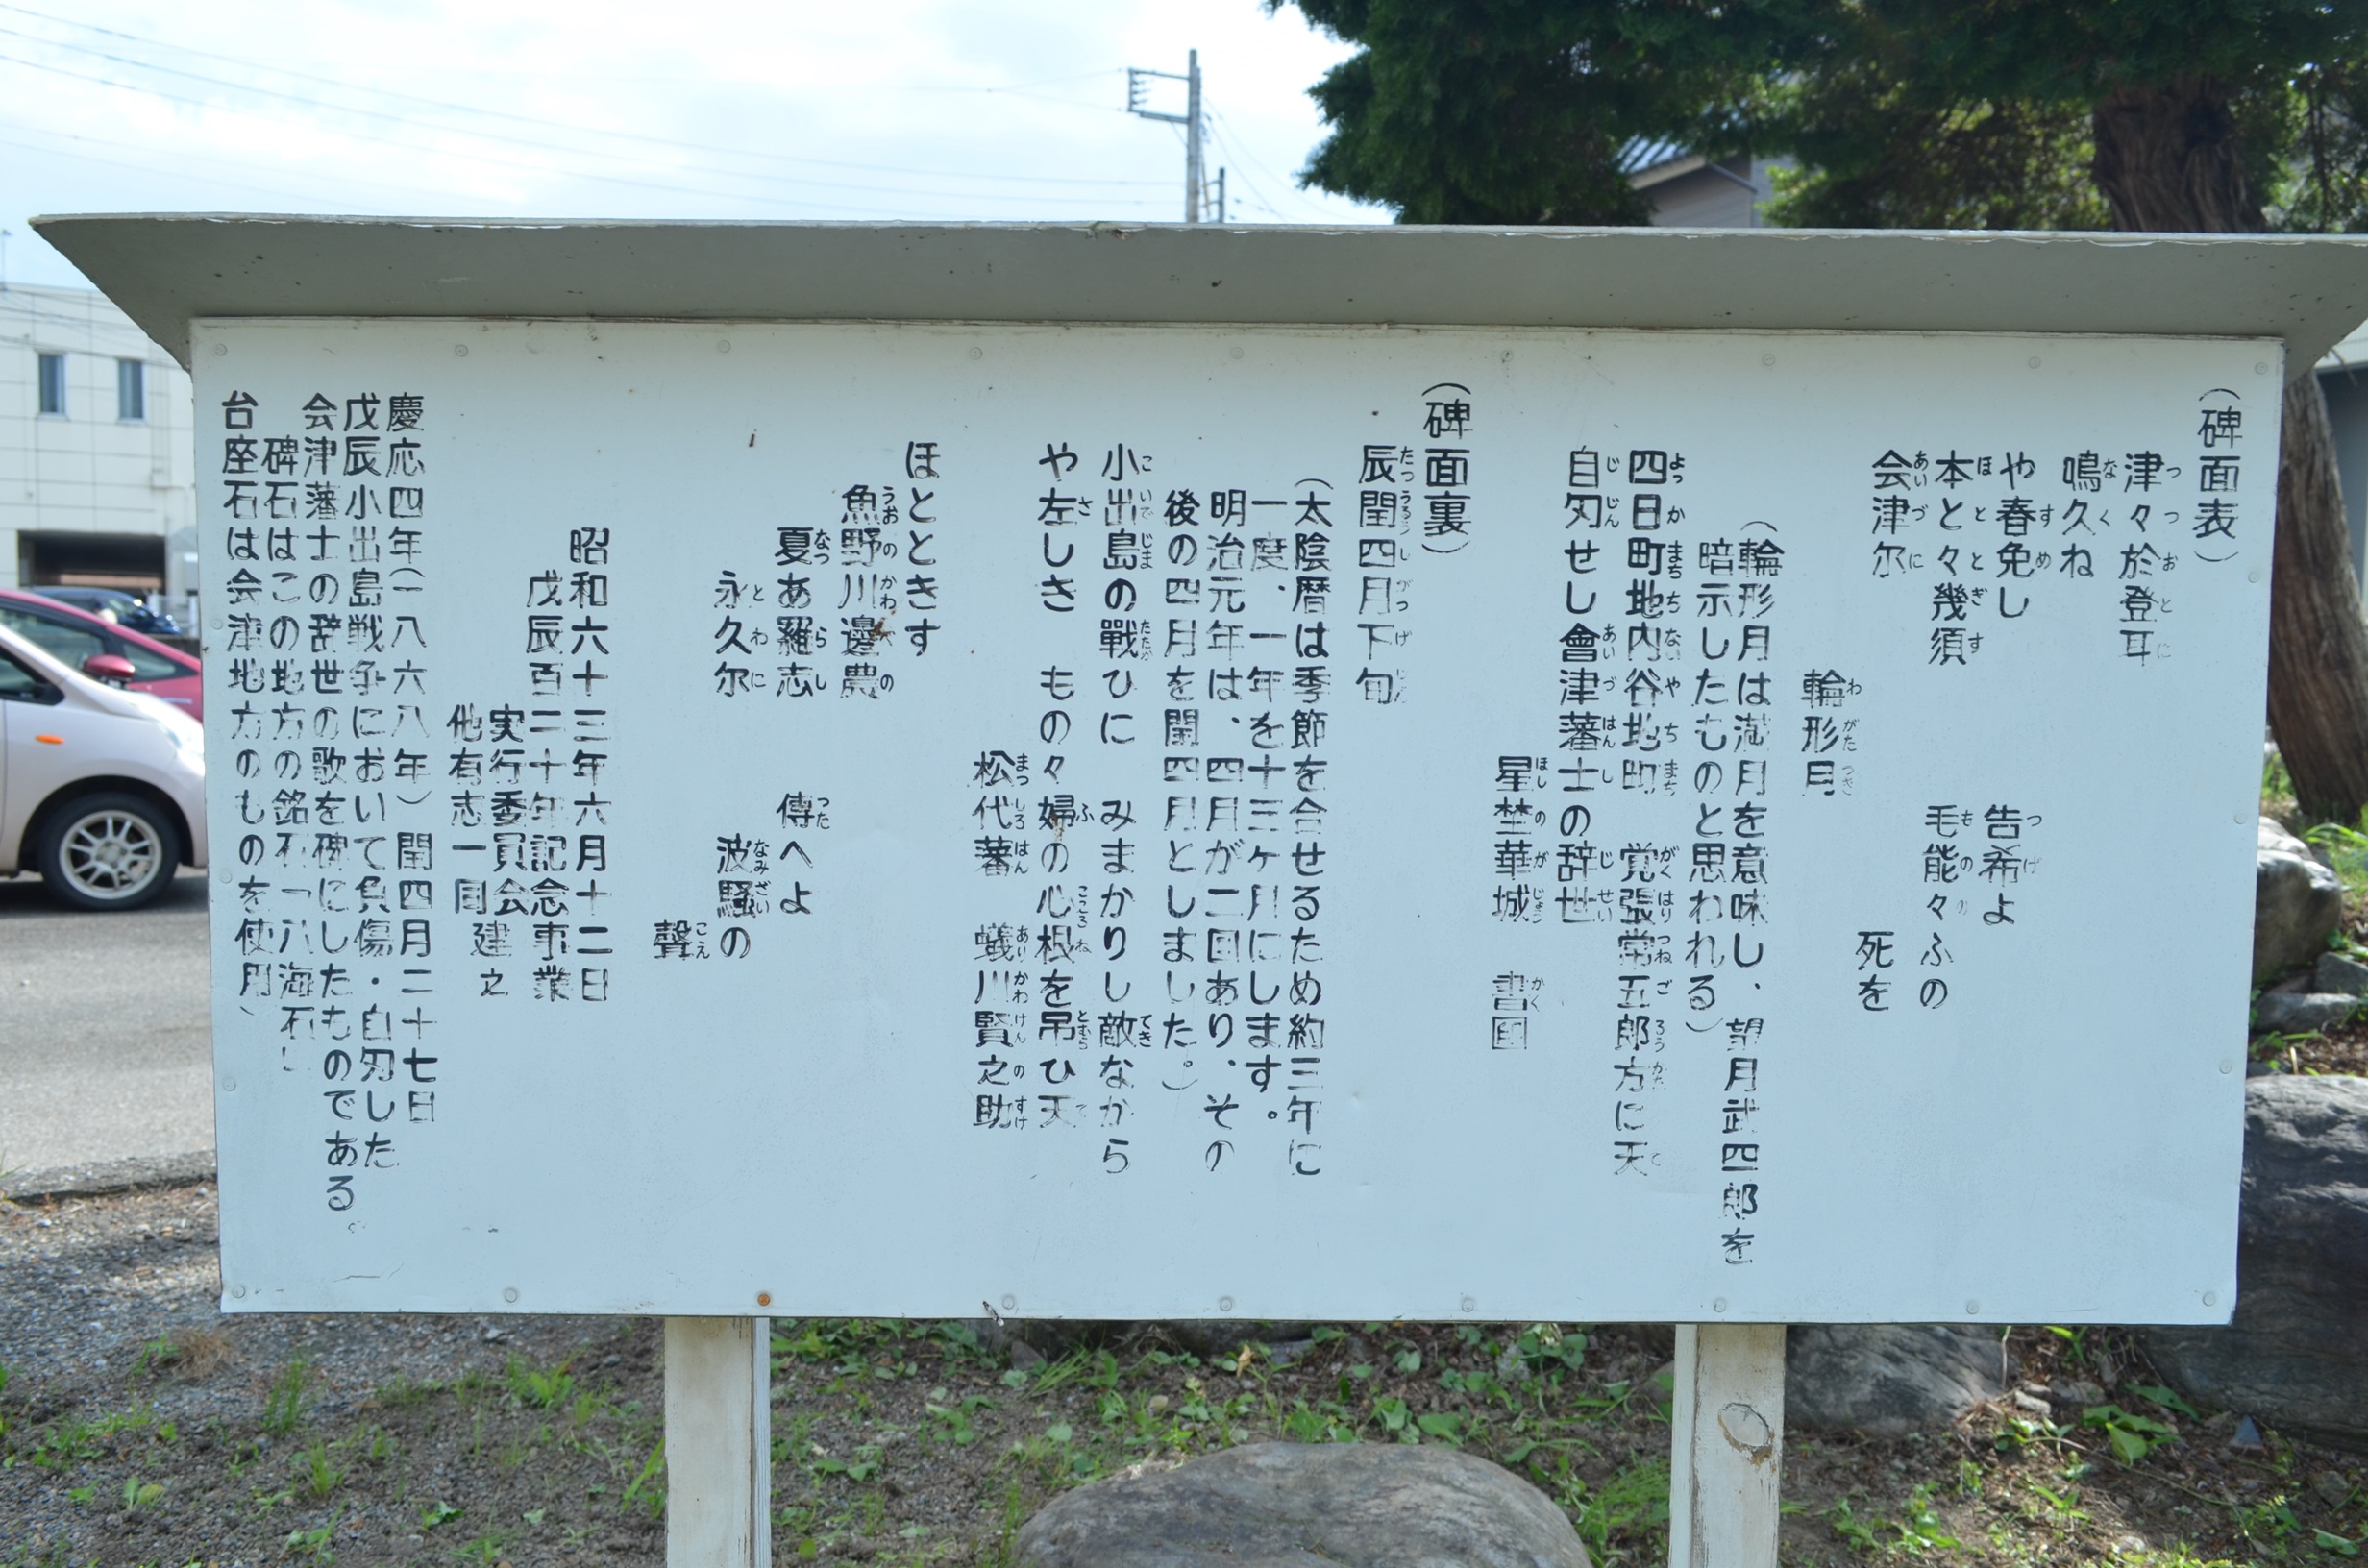 （碑面表）
津々於登耳
鳴久ね
や春免し
告希よ
本と々幾須
毛能々ふの
会津尓
死を
輪形月
（輪形月は満月を意味し、望月武四郎を
暗示したものと思われる）
四日町地内谷地町　覚張常五郎方に天
自刃せし會津藩士の辞世
星埜華城　書
（碑面裏）
辰閏四月下旬
（太陰暦は季節を合せるため約三年に
一度、一年を十三ヶ月にします。
明治元年は、四月が二回あり、その
後の四月を閏四月としました。）
小出島の戰ひに　みまかりし敵なから
や左しき　もの々婦の心根を吊ひ天
松代藩　蟻川賢之助
ほとときす
魚野川邊農
夏あ羅志
傳へよ
永久尓
波騒の
聲
昭和六十三年六月十二日
戊辰百二十年記念事業
実行委員会
他有志一同　建之
慶応四年（一八六八年）閏四月二十七日
戊辰小出島戦争において負傷・自刃した
会津藩士の辞世の歌を碑にしたものである。
碑石はこの地方の銘石「八海石」
台座石は会津地方のものを使用、